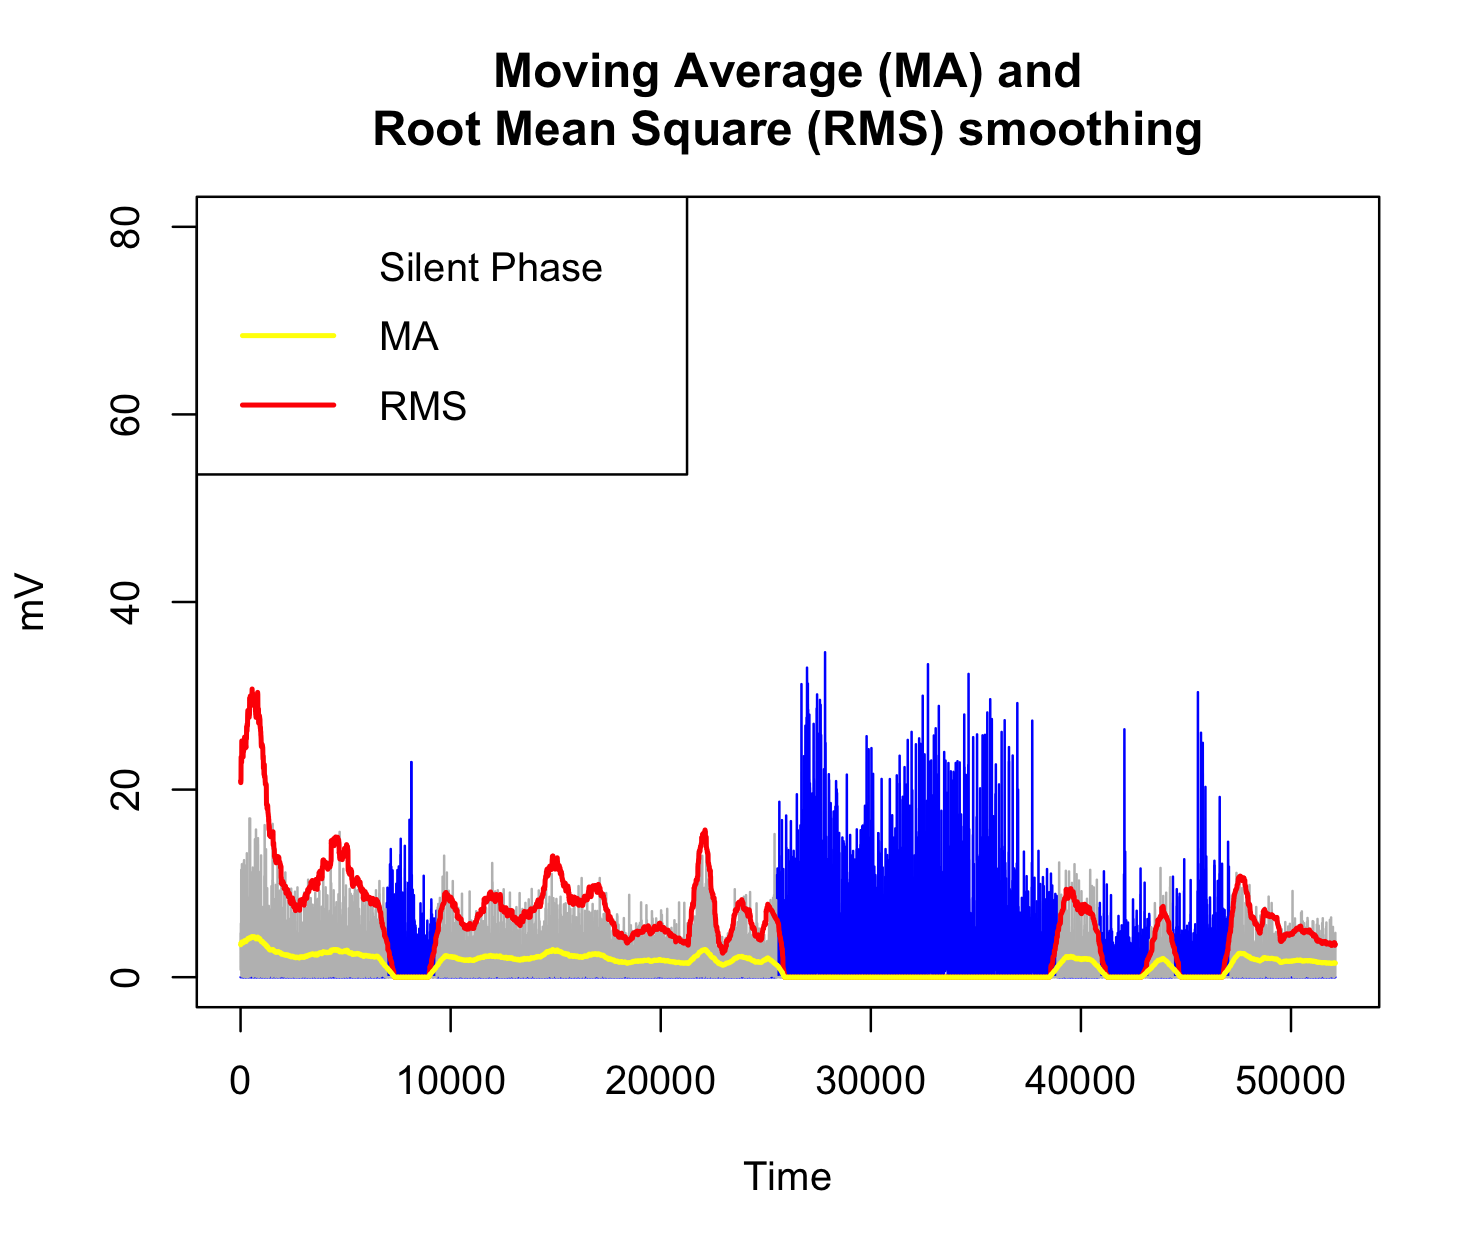 Moving Average (MA) and
Root Mean Square (RMS) smoothing
80
60
40
20
0
mV
Silent Phase
MA
RMS
0 10000 20000 30000 40000 50000
Time